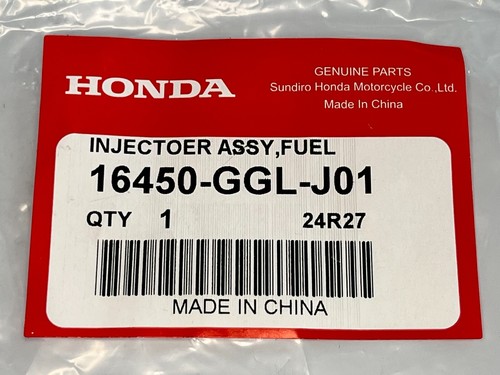 HONDA
GENUINE PARTS
Sundiro Honda Motorcycle Co.,Ltd.
Made In China
INJECTOER ASSY,FUEL
16450-GGL-J01
QTY 1 24R27
MADE IN CHINA